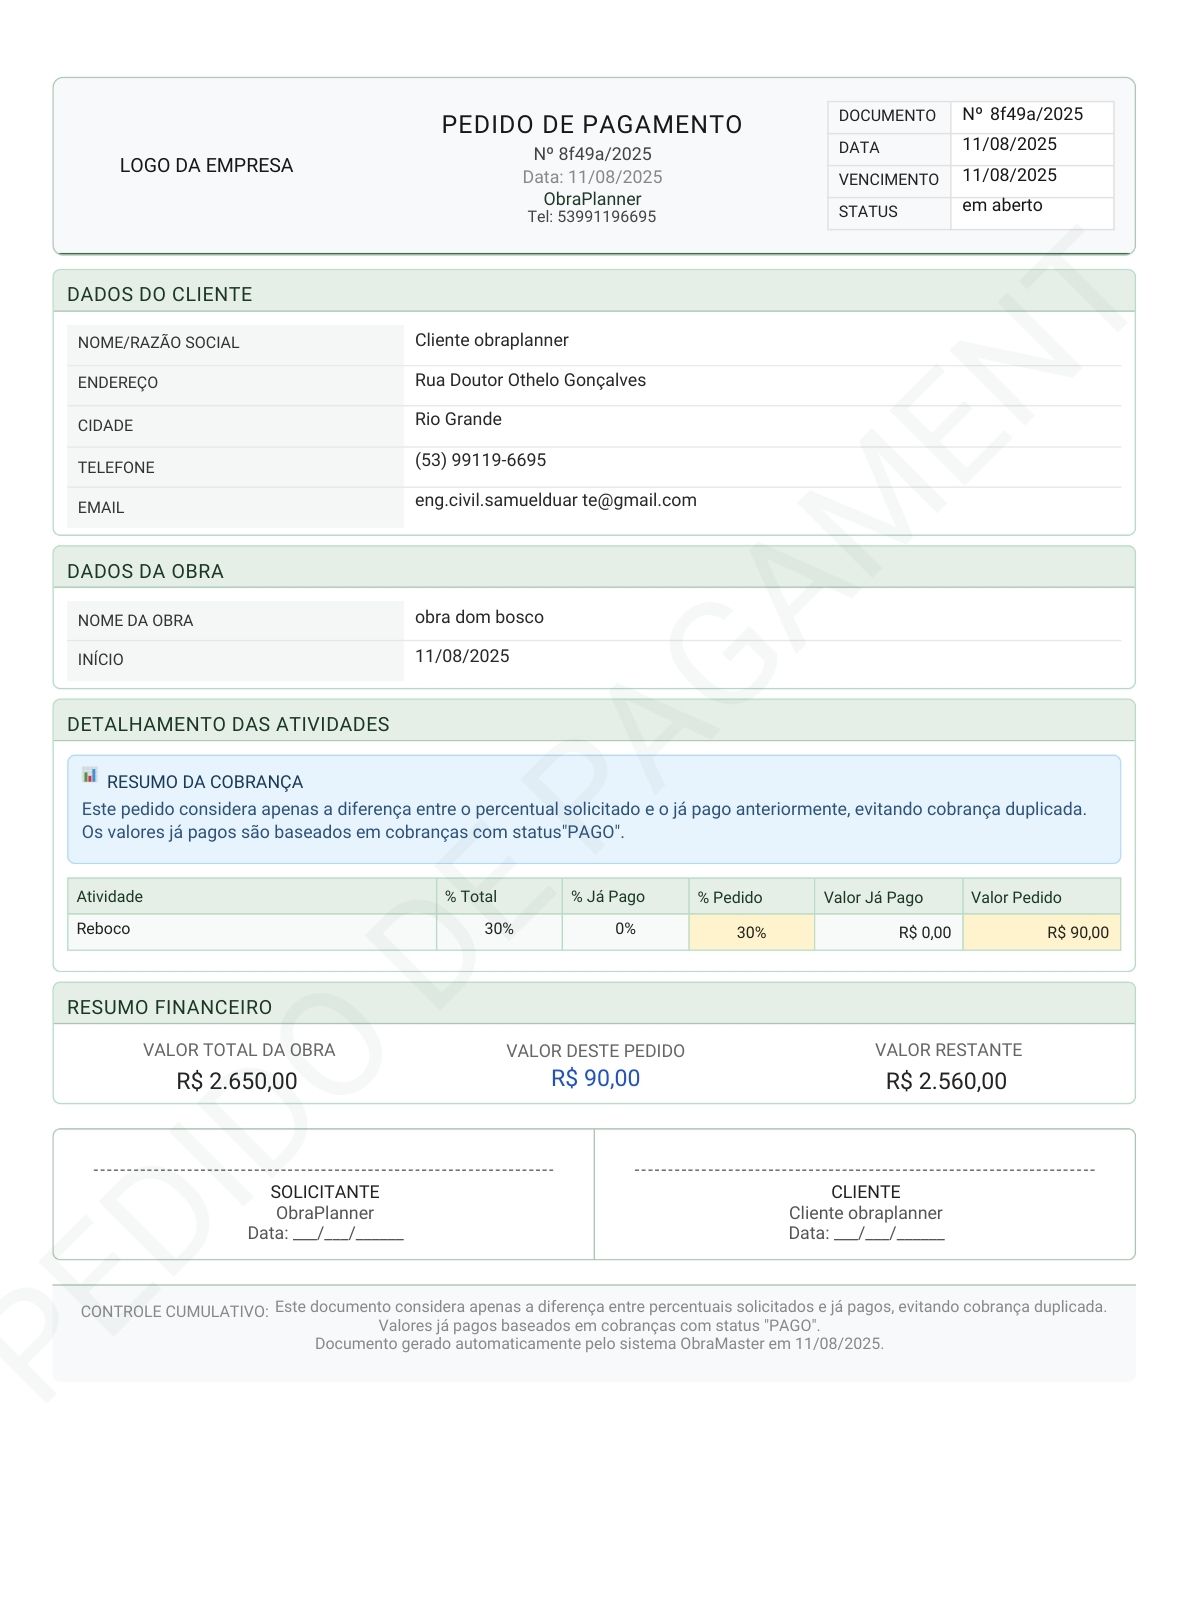 LOGO DA EMPRESA
PEDIDO DE PAGAMENTO
Nº 8f49a/2025
Data: 11/08/2025
ObraPlanner
Tel: 53991196695
DOCUMENTO Nº 8f49a/2025
DATA 11/08/2025
VENCIMENTO 11/08/2025
STATUS em aberto
DADOS DO CLIENTE
NOME/RAZÃO SOCIAL Cliente obraplanner
ENDEREÇO Rua Doutor Othelo Gonçalves
CIDADE Rio Grande
TELEFONE (53) 99119-6695
EMAIL eng.civil.samuelduar te@gmail.com
DADOS DA OBRA
NOME DA OBRA obra dom bosco
INÍCIO 11/08/2025
DETALHAMENTO DAS ATIVIDADES
RESUMO DA COBRANÇA
Este pedido considera apenas a diferença entre o percentual solicitado e o já pago anteriormente, evitando cobrança duplicada.
Os valores já pagos são baseados em cobranças com status"PAGO".
Atividade % Total % Já Pago % Pedido Valor Já Pago Valor Pedido
Reboco 30% 0% 30% R$ 0,00 R$ 90,00
RESUMO FINANCEIRO
VALOR TOTAL DA OBRA VALOR DESTE PEDIDO VALOR RESTANTE
R$ 2.650,00 R$ 90,00 R$ 2.560,00
SOLICITANTE
ObraPlanner
Data: ___/___/______
CLIENTE
Cliente obraplanner
Data: ___/___/______
CONTROLE CUMULATIVO: Este documento considera apenas a diferença entre percentuais solicitados e já pagos, evitando cobrança duplicada.
Valores já pagos baseados em cobranças com status "PAGO".
Documento gerado automaticamente pelo sistema ObraMaster em 11/08/2025.
PEDIDO DE PAGAMENT